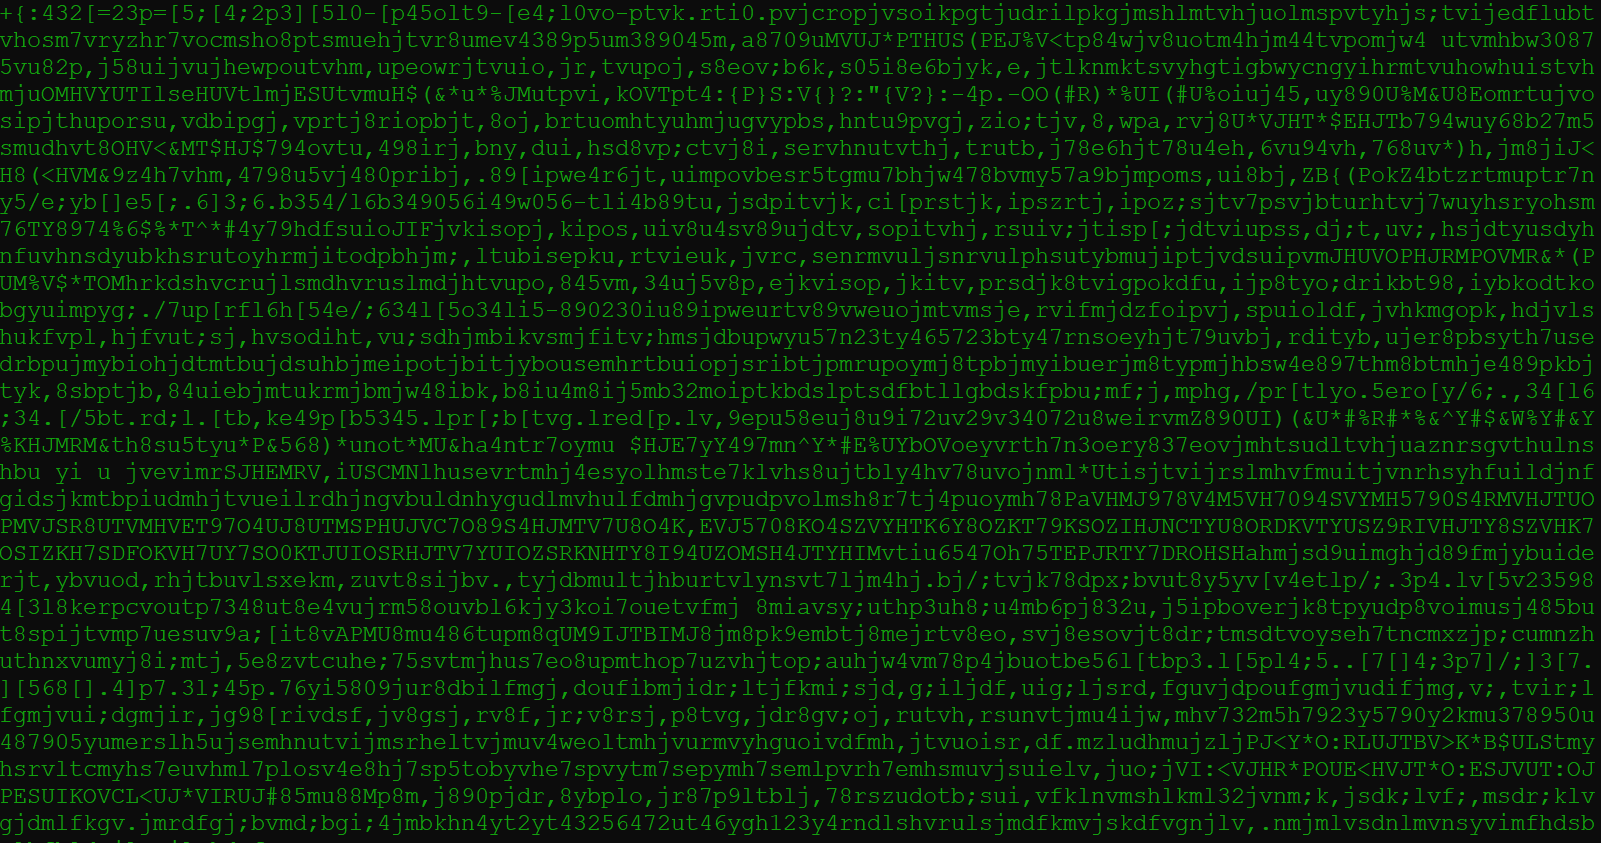 +{:432[=23p=[5;[4;2p3][[5l0-[p45olt9-[e4;l0vo-ptvk.rti0.pvjcropjvsoikpgtjudrilpkgjmshlmtvhjuolmspvtyhjs;tvijedflubt
vhosm7vryzhr7vocmsho8ptsmuehjtvr8umev4389p5um389045m,a8709uMVUJ*PTHUS(PEJ%V<tp84wjv8uotm4hjm44tvpomjw4 utvmhbw3087
5vu82p,j58uijvujhewpoutvhm,upeowrjtvuio,jr,tvupoj,s8eov;b6k,s05i8e6bjyk,e,jtlknmktsvyhgtigbwycngyihrmtvuhowhuistvh
mjuOMHVYUTIlseHUVtlmjESUtvmuH$(&*u*%JMutpvi,kOVTpt4:{P}S:V{}?:"{V?}:-4p.-OO(#R)*%UI(#U%oiuj45,uy890U%M&U8Eomrtujvo
sipjthuporsu,vdbipgj,vprtj8riopbjt,8oj,brtuomhtyuhmjugvypbs,hntu9pvgj,zio;tjv,8,wpa,rvj8U*VJHT*$EHJTb794wuy68b27m5
smudhvt8OHV<&MT$HJ$794ovtu,498irj,bny,dui,hsd8vp;ctvj8i,servhnutvthj,trutb,j78e6hjt78u4eh,6vu94vh,768uv*)h,jm8jiJ<
H8(<HVM&9z4h7vhm,4798u5vj480pribj,.89[ipwe4r6jt,uimpovbesr5tgmu7bhjw478bvmy57a9bjmpoms,ui8bj,ZB{(PokZ4btzrtmuptr7n
y5/e;yb[]e5[;.6]3;6.b354/l6b349056i49w056-tli4b89tu,jsdpitvjk,ci[prstjk,ipszrtj,ipoz;sjtv7psvjbturhtvj7wuyhsryohsm
76TY8974%6$%*T^*#4y79hdfsuioJIFjvkisopj,kipos,uiv8u4sv89ujdtv,sopitvhj,rsuiv;jtisp[;jdtviupss,dj;t,uv;,hsjdtyusdyh
nfuvhnsdyubkhsrutoyhrmjitodpbhjm;,ltubisepku,rtvieuk,jvrc,senrmvuljsnrvulphsutybmujiptjvdsuipvmJHUVOPHJRMPOVMR&*(P
UM%V$*TOMhrkdshvcrujlsmdhvruslmdjhtvupo,845vm,34uj5v8p,ejkvisop,jkitv,prsdjk8tvigpokdfu,ijp8tyo;drikbt98,iybkodtko
bgyuimpyg;./7up[rfl6h[54e/;634l[5o34li5-890230iu89ipweurtv89vweuojmtvmsje,rvifmjdzfoipvj,spuioldf,jvhkmgopk,hdjvls
hukfvpl,hjfvut;sj,hvsodiht,vu;sdhjmbikvsmjfitv;hmsjdbupwyu57n23ty465723bty47rnsoeyhjt79uvbj,rdityb,ujer8pbsyth7use
drbpujmybiohjdtmtbujdsuhbjmeipotjbitjybousemhrtbuiopjsribtjpmrupoymj8tpbjmyibuerjm8typmjhbsw4e897thm8btmhje489pkbj
tyk,8sbptjb,84uiebjmtukrmjbmjw48ibk,b8iu4m8ij5mb32moiptkbdslptsdfbtllgbdskfpbu;mf;j,mphg,/pr[tlyo.5ero[y/6;.,34[l6
;34.[/5bt.rd;l.[tb,ke49p[b5345.lpr[;b[tvg.lred[p.lv,9epu58euj8u9i72uv29v34072u8weirvmZ890UI)(&U*#%R#*%&^Y#$&W%Y#&Y
%KHJMRM&th8su5tyu*P&568)*unot*MU&ha4ntr7oymu $HJE7yY497mn^Y*#E%UYbOVoeyvrth7n3oery837eovjmhtsudltvhjuaznrsgvthulns
hbu yi u jvevimrSJHEMRV,iUSCMNlhusevrtmhj4esyolhmste7klvhs8ujtbly4hv78uvojnml*Utisjtvijrslmhvfmuitjvnrhsyhfuildjnf
gidsjkmtbpiudmhjtvueilrdhjngvbuldnhygudlmvhulfdmhjgvpudpvolmsh8r7tj4puoymh78PaVHMJ978V4M5VH7094SVYMH5790S4RMVHJTUO
PMVJSR8UTVMHVET97O4UJ8UTMSPHUJVC7O89S4HJMTV7U8O4K,EVJ5708KO4SZVYHTK6Y8OZKT79KSOZIHJNCTYU8ORDKVTYUSZ9RIVHJTY8SZVHK7
OSIZKH7SDFOKVH7UY7SO0KTJUIOSRHJTV7YUIOZSRKNHTY8I94UZOMSH4JTYHIMvtiu6547Oh75TEPJRTY7DROHSHahmjsd9uimghjd89fmjybuide
rjt,ybvuod,rhjtbuvlsxekm,zuvt8sijbv.,tyjdbmultjhburtvlynsvt7ljm4hj.bj/;tvjk78dpx;bvut8y5yv[v4etlp/;.3p4.lv[5v23598
4[3l8kerpcvoutp7348ut8e4vujrm58ouvbl6kjy3koi7ouetvfmj 8miavsy;uthp3uh8;u4mb6pj832u,j5ipboverjk8tpyudp8voimusj485bu
t8spijtvmp7uesuv9a;[it8vAPMU8mu486tupm8qUM9IJTBIMJ8jm8pk9embtj8mejrtv8eo,svj8esovjt8dr;tmsdtvoyseh7tncmxzjp;cumnzh
uthnxvumyj8i;mtj,5e8zvtcuhe;75svtmjhus7eo8upmthop7uzvhjtop;auhjw4vm78p4jbuotbe56l[tbp3.l[5pl4;5..[7[]4;3p7]/;]3[7.
][568[].4]p7.3l;45p.76yi5809jur8dbilfmgj,doufibmjidr;ltjfkmi;sjd,g;iljdf,uig;ljsrd,fguvjdpoufgmjvudifjmg,v;,tvir;l
fgmjvui;dgmjir,jg98[rivdsf,jv8gsj,rv8f,jr;v8rsj,p8tvg,jdr8gv;oj,rutvh,rsunvtjmu4ijw,mhv732m5h7923y5790y2kmu378950u
487905yumerslh5ujsemhnutvijmsrheltvjmuv4weoltmhjvurmvyhguoivdfmh,jtvuoisr,df.mzludhmujzljPJ<Y*O:RLUJTBV>K*B$ULStmy
hsrvltcmyhs7euvhml7plosv4e8hj7sp5tobyvhe7spvytm7sepymh7semlpvrh7emhsmuvjsuielv,juo;jVI:<VJHR*POUE<HVJT*O:ESJVUT:OJ
PESUIKOVCL<UJ*VIRUJ#85mu88Mp8m,j890pjdr,8ybplo,jr87p9ltblj,78rszudotb;sui,vfklnvmshlkml32jvnm;k,jsdk;lvf;,msdr;klv
gjdmlfkgv.jmrdfgj;bvmd;bgi;4jmbkhn4yt2yt43256472ut46ygh123y4rndlshvrulsjmdfkmvjskdfvgnjlv,.nmjmlvsdnlmvnsyvimfhdsb